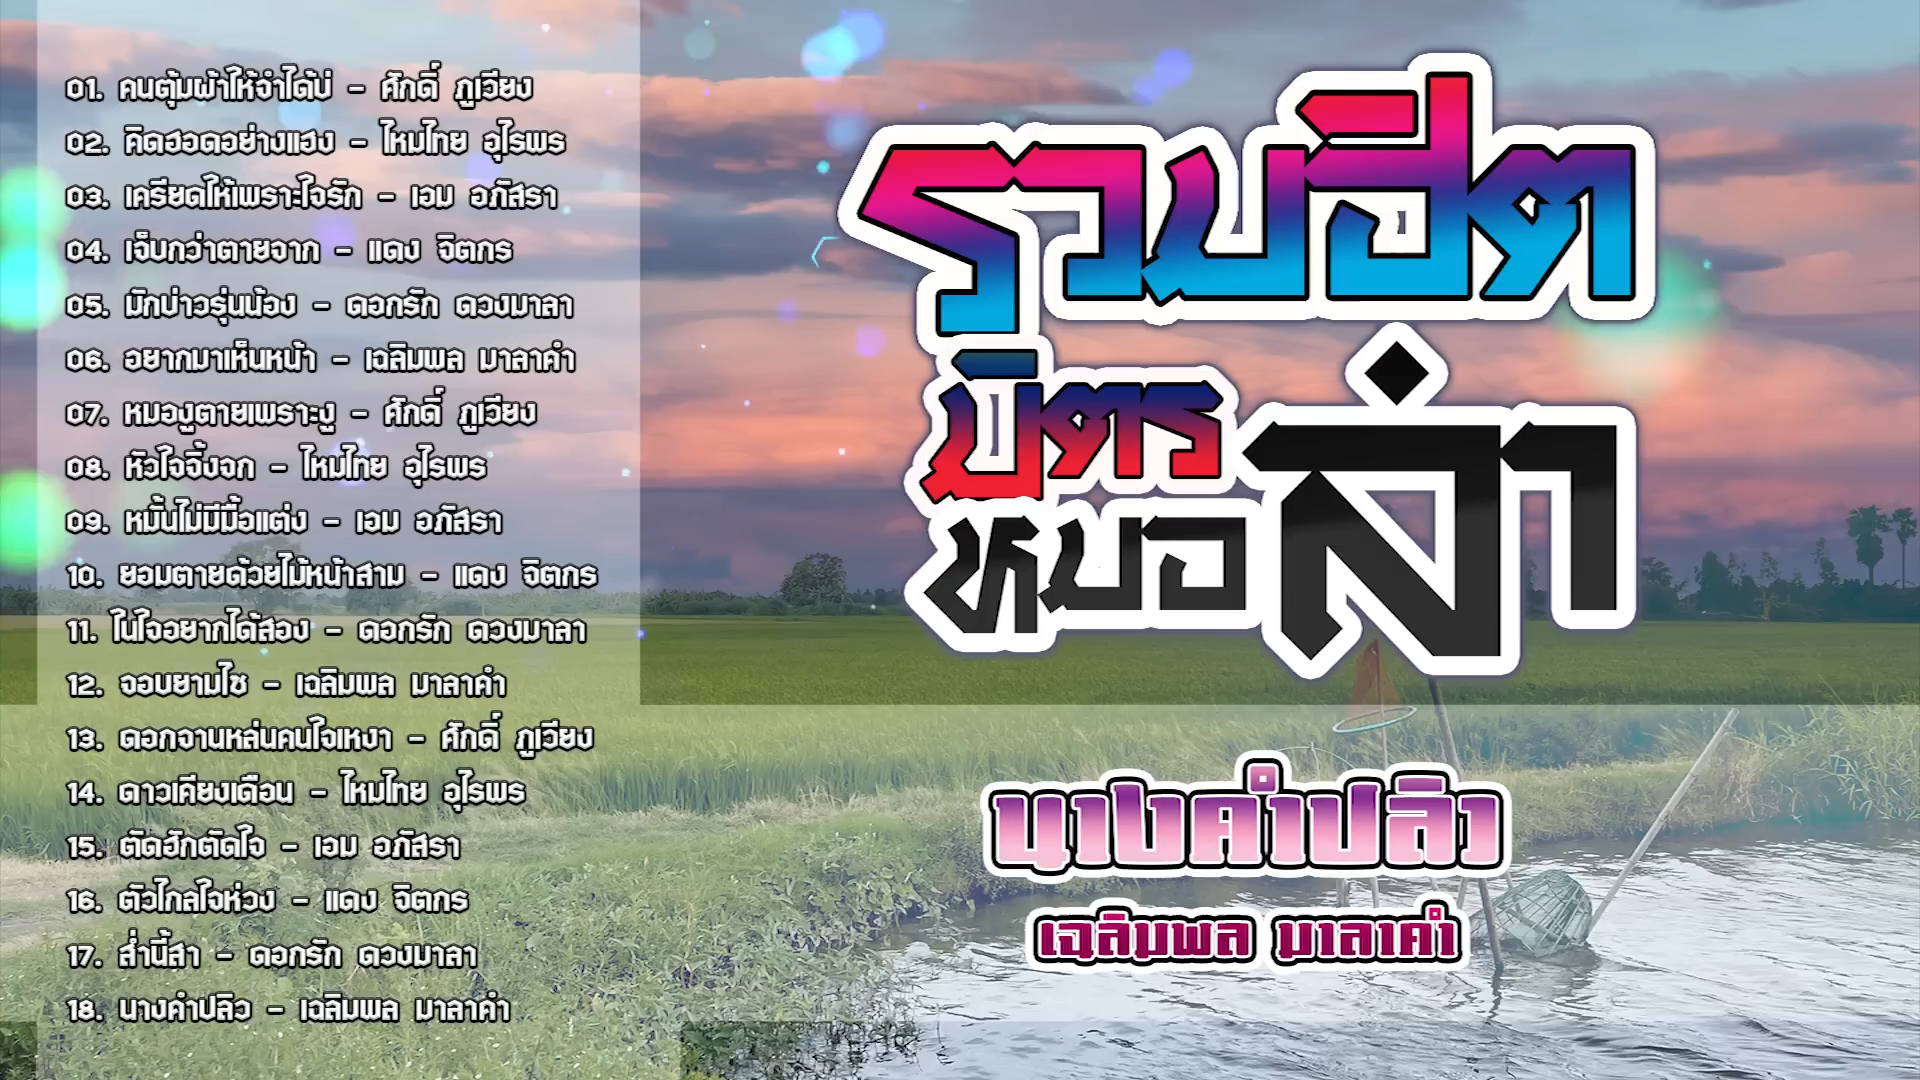 01. คนตุ้มผ้าให้จำได้บ่ - ศักดิ์ ภูเวียง
02. คิดฮอดอย่างแฮง - ไหมไทย อุไรพร
03. เครียดให้เพราะใจรัก - เอม อภัสรา
04. เจ็บกว่าตายจาก - แดง จิตกร
05. มักบ่าวรุ่นน้อง - ดอกรัก ดวงมาลา
06. อยากมาเห็นหน้า - เฉลิมพล มาลาคำ
07. หมองูตายเพราะงู - ศักดิ์ ภูเวียง
08. หัวใจจิ้งจก - ไหมไทย อุไรพร
09. หมั้นไม่มีมื้อแต่ง - เอม อภัสรา
10. ยอมตายด้วยไม้หน้าสาม - แดง จิตกร
11. ในใจอยากได้สอง - ดอกรัก ดวงมาลา
12. จอบยามไซ - เฉลิมพล มาลาคำ
13. ดอกจานหล่นคนใจเหงา - ศักดิ์ ภูเวียง
14. ดาวเคียงเดือน - ไหมไทย อุไรพร
15. ตัดฮักตัดใจ - เอม อภัสรา
16. ตัวไกลใจห่วง - แดง จิตกร
17. ส่ำนี้สา - ดอกรัก ดวงมาลา
18. นางคำปลิว - เฉลิมพล มาลาคำ
รวมฮีต
มิตร
หมอลำ
นางคำปลิว
เฉลิมพล มาลาคำ